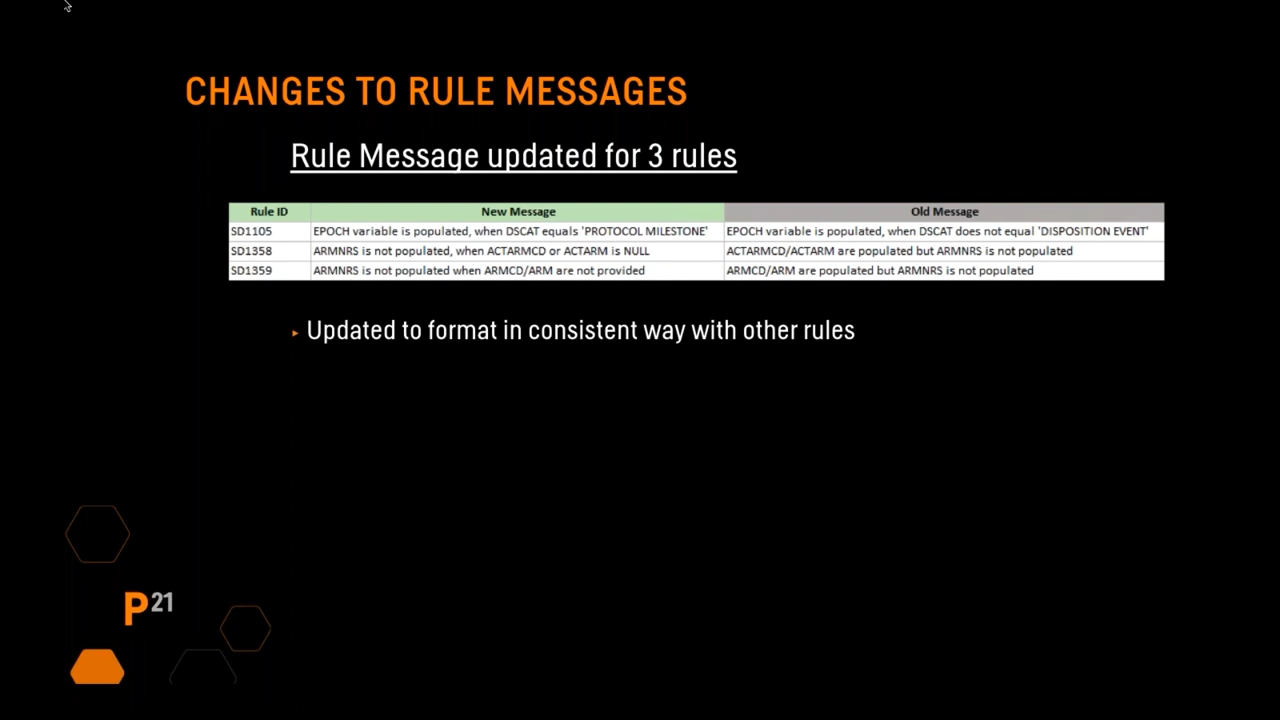 CHANGES TO RULE MESSAGES
Rule Message updated for 3 rules
Rule ID New Message Old Message
SD1105 EPOCH variable is populated, when DSCAT equals 'PROTOCOL MILESTONE' EPOCH variable is populated, when DSCAT does not equal 'DISPOSITION EVENT'
SD1358 ARMNRS is not populated, when ACTARMCD or ACTARM is NULL ACTARMCD/ACTARM are populated but ARMNRS is not populated
SD1359 ARMNRS is not populated when ARMCD/ARM are not provided ARMCD/ARM are populated but ARMNRS is not populated
Updated to format in consistent way with other rules
P21